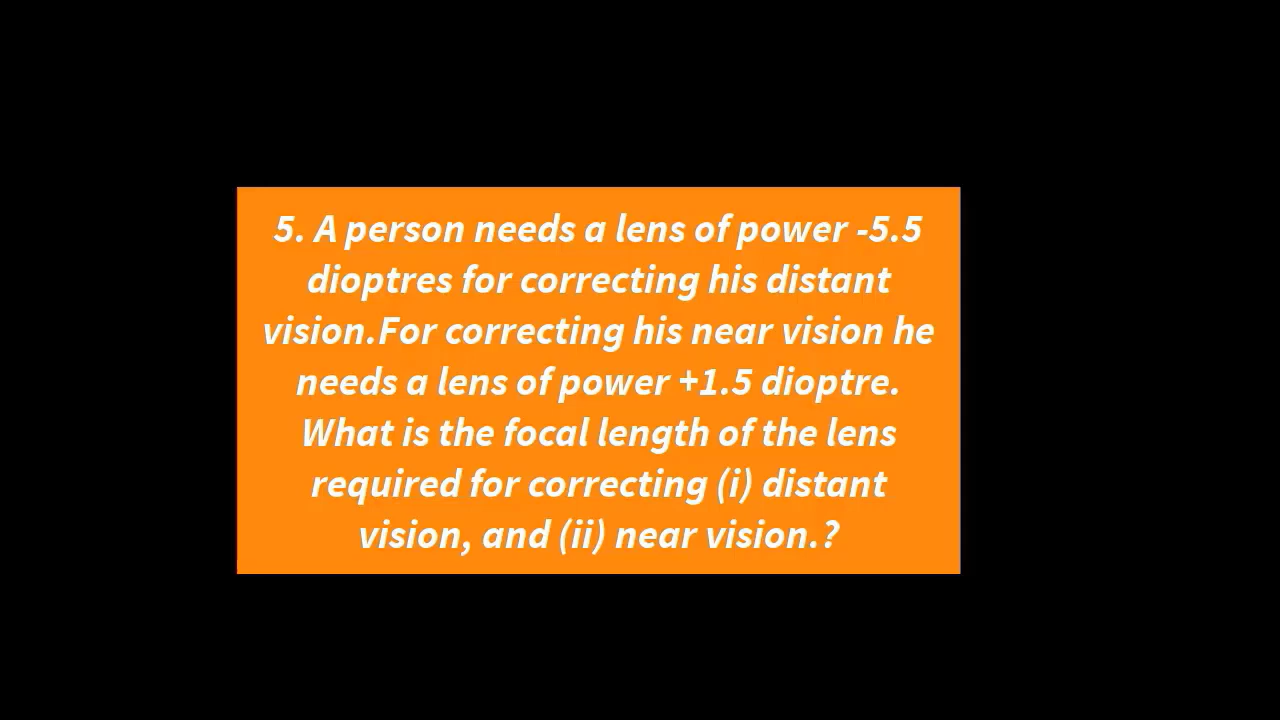 5. A person needs a lens of power -5.5
dioptres for correcting his distant
vision.For correcting his near vision he
needs a lens of power +1.5 dioptre.
What is the focal length of the lens
required for correcting (i) distant
vision, and (ii) near vision.?